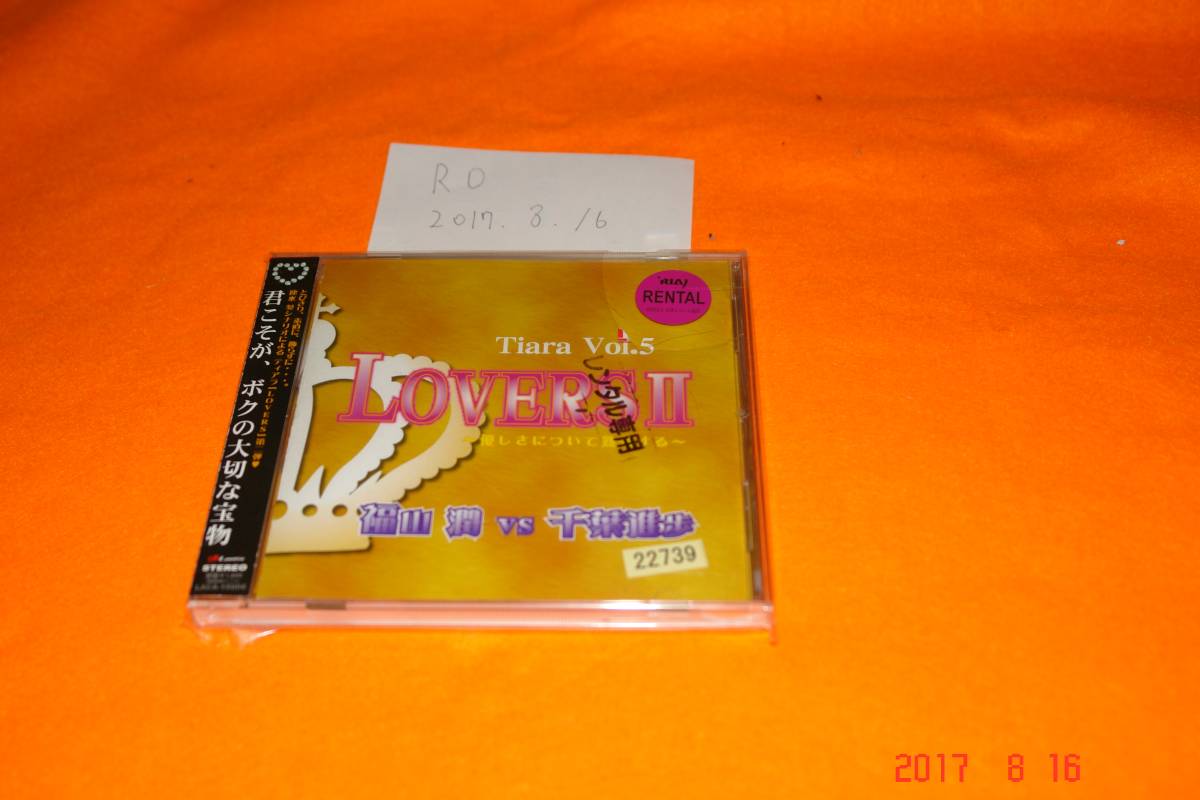 R O
2017. 8. 16
RIAJ
RENTAL
Tiara Vol.5
LOVERS II
レンタル専用
福山 潤 vs 千葉進歩
22739
君こそが、ボクの大切な宝物
STEREO
2017 8 16